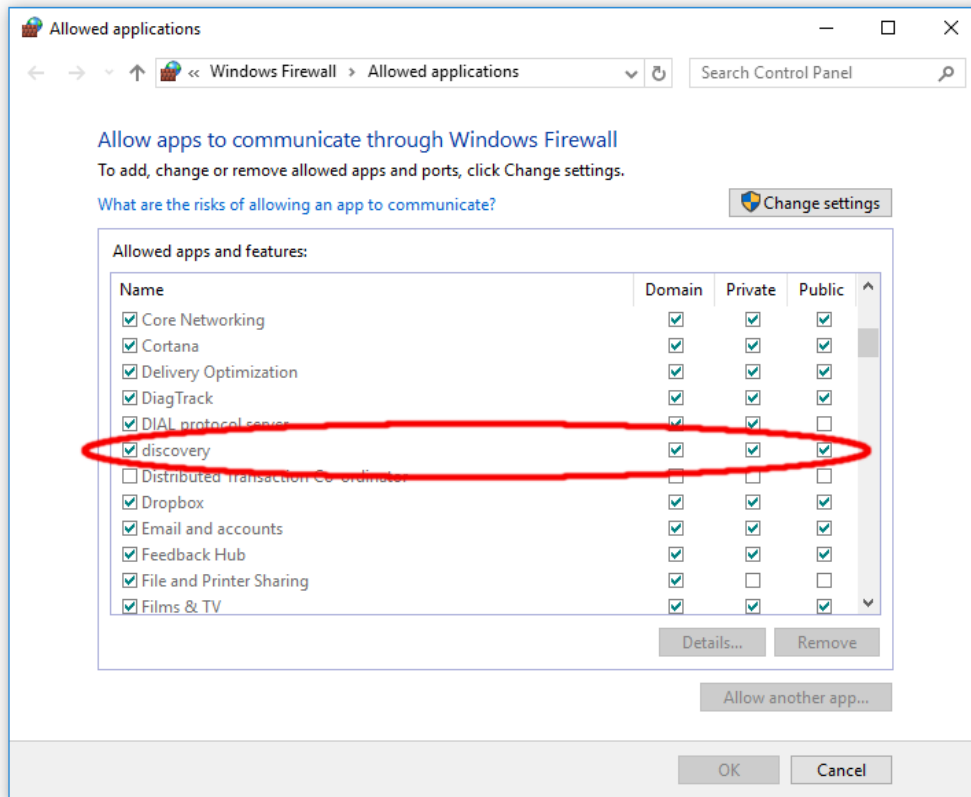 Allowed applications
« Windows Firewall > Allowed applications
Search Control Panel
Allow apps to communicate through Windows Firewall
To add, change or remove allowed apps and ports, click Change settings.
What are the risks of allowing an app to communicate?
Change settings
Allowed apps and features:
Name Domain Private Public
Core Networking
Cortana
Delivery Optimization
DiagTrack
DIAL protocol server
discovery
Distributed Transaction Co-ordinator
Dropbox
Email and accounts
Feedback Hub
File and Printer Sharing
Films & TV
Details... Remove
Allow another app...
OK Cancel